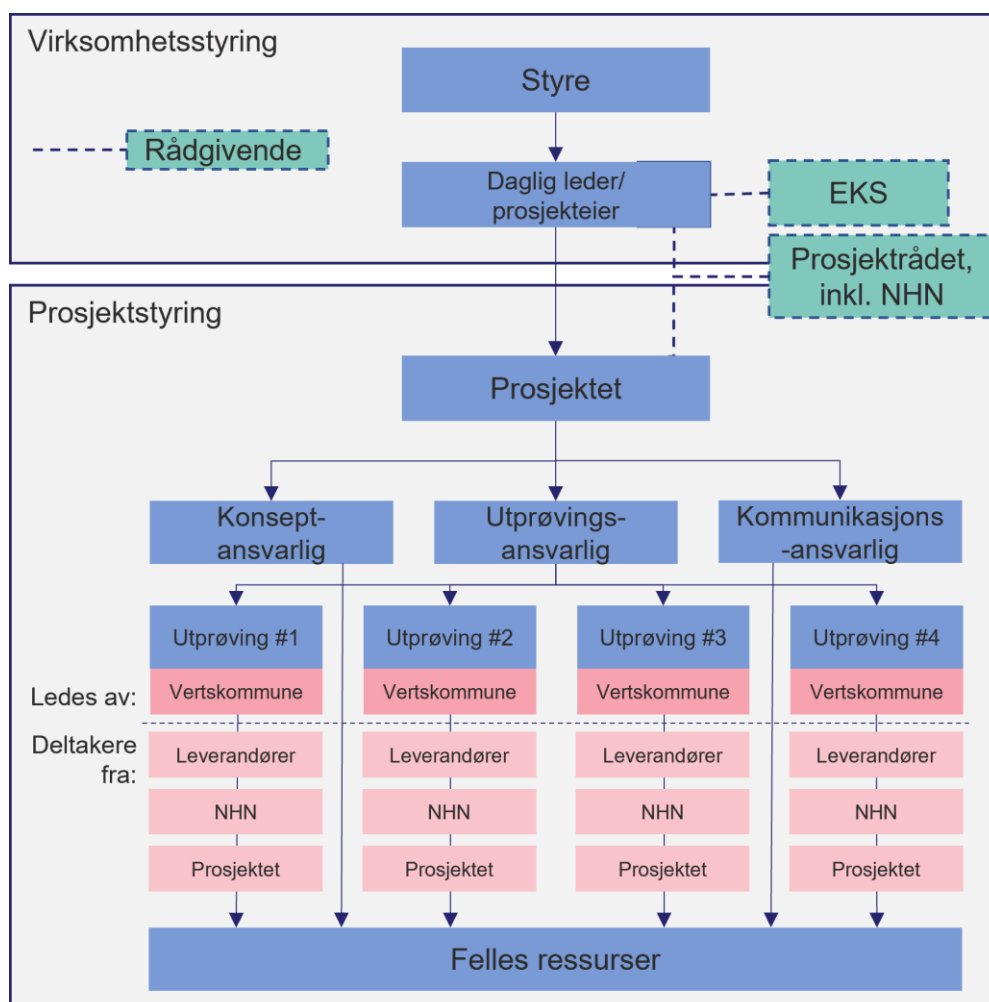 Virksomhetsstyring
Styre
Rådgivende
Daglig leder/
prosjekteier
EKS
Prosjektrådet,
inkl. NHN
Prosjektstyring
Prosjektet
Konsept-
ansvarlig
Utprøvings-
ansvarlig
Kommunikasjons
-ansvarlig
Utprøving #1
Utprøving #2
Utprøving #3
Utprøving #4
Ledes av:
Vertskommune
Vertskommune
Vertskommune
Vertskommune
Deltakere
fra:
Leverandører
Leverandører
Leverandører
Leverandører
NHN
NHN
NHN
NHN
Prosjektet
Prosjektet
Prosjektet
Prosjektet
Felles ressurser